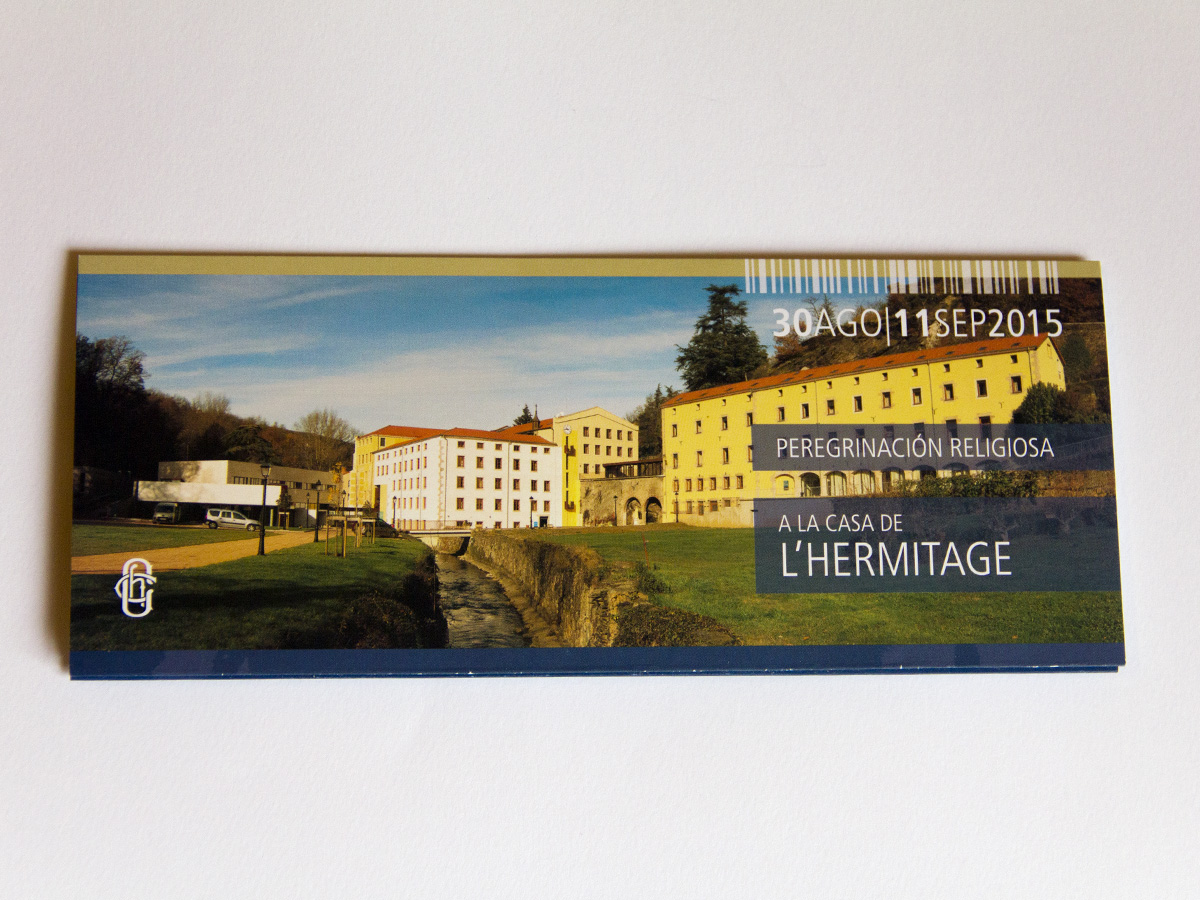 30AGO|11SEP2015
PEREGRINACIÓN RELIGIOSA
A LA CASA DE
L'HERMITAGE